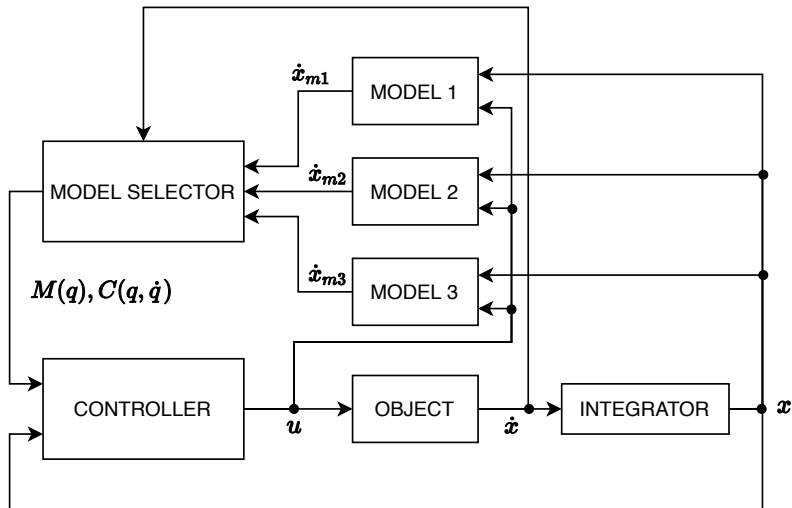 ẋₘ₁
MODEL 1
MODEL SELECTOR
ẋₘ₂
MODEL 2
ẋₘ₃
MODEL 3
M(q), C(q, q̇)
CONTROLLER
OBJECT
INTEGRATOR
x
u
ẋ